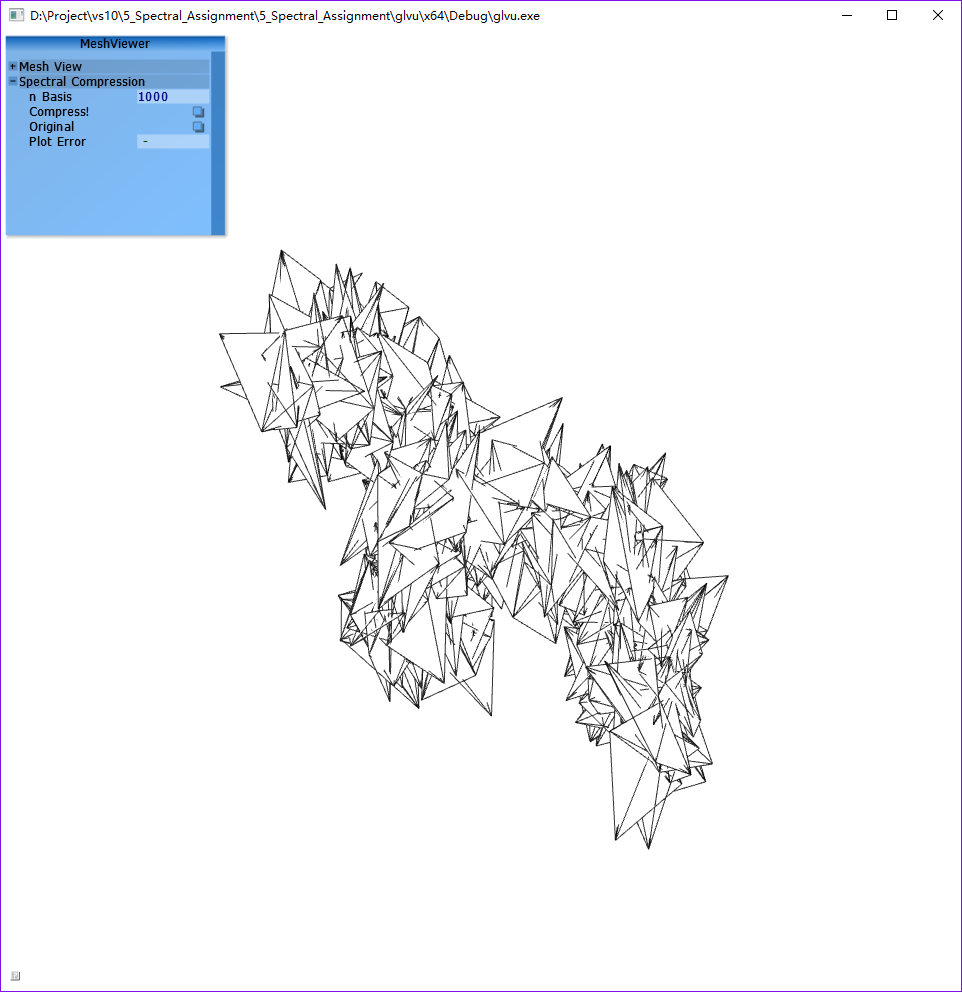 D:\Project\vs10\5_Spectral_Assignment\5_Spectral_Assignment\glvu\x64\Debug\glvu.exe
MeshViewer
Mesh View
Spectral Compression
n Basis 1000
Compress!
Original
Plot Error -